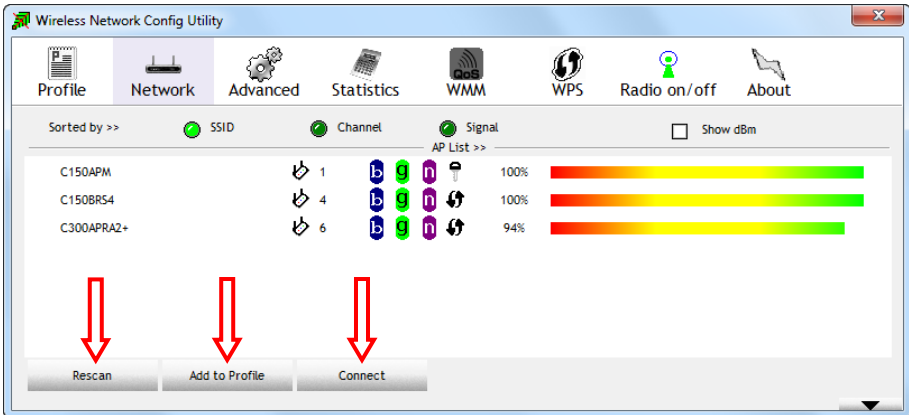 Wireless Network Config Utility
Profile Network Advanced Statistics WMM WPS Radio on/off About
QoS
Sorted by >> SSID Channel Signal Show dBm
AP List >>
C150APM 1 b g n 100%
C150BRS4 4 b g n 100%
C300APRA2+ 6 b g n 94%
Rescan Add to Profile Connect